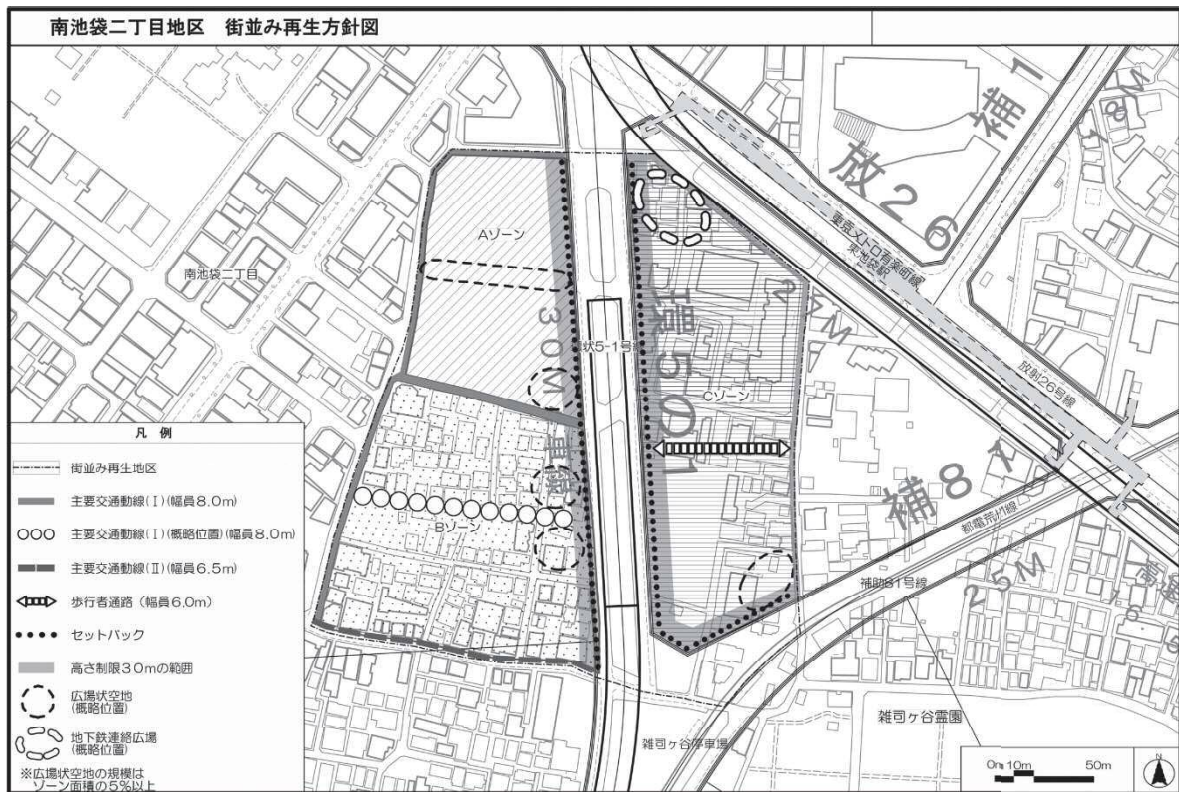 南池袋二丁目地区 街並み再生方針図
補1
放26
東京メトロ有楽町線
東池袋駅
Aゾーン
南池袋二丁目
30M
環状5-1号線
環5の1
Cゾーン
放射26号線
補81
都電荒川線
補助81号線
25M
Bゾーン
雑司ヶ谷霊園
雑司ヶ谷停車場
凡 例
街並み再生地区
主要交通動線(Ⅰ)(幅員8.0m)
主要交通動線(Ⅰ)(概略位置)(幅員8.0m)
主要交通動線(Ⅱ)(幅員6.5m)
歩行者通路(幅員6.0m)
セットバック
高さ制限30mの範囲
広場状空地
(概略位置)
地下鉄連絡広場
(概略位置)
※広場状空地の規模は
ゾーン面積の5%以上
0m 10m 50m
N